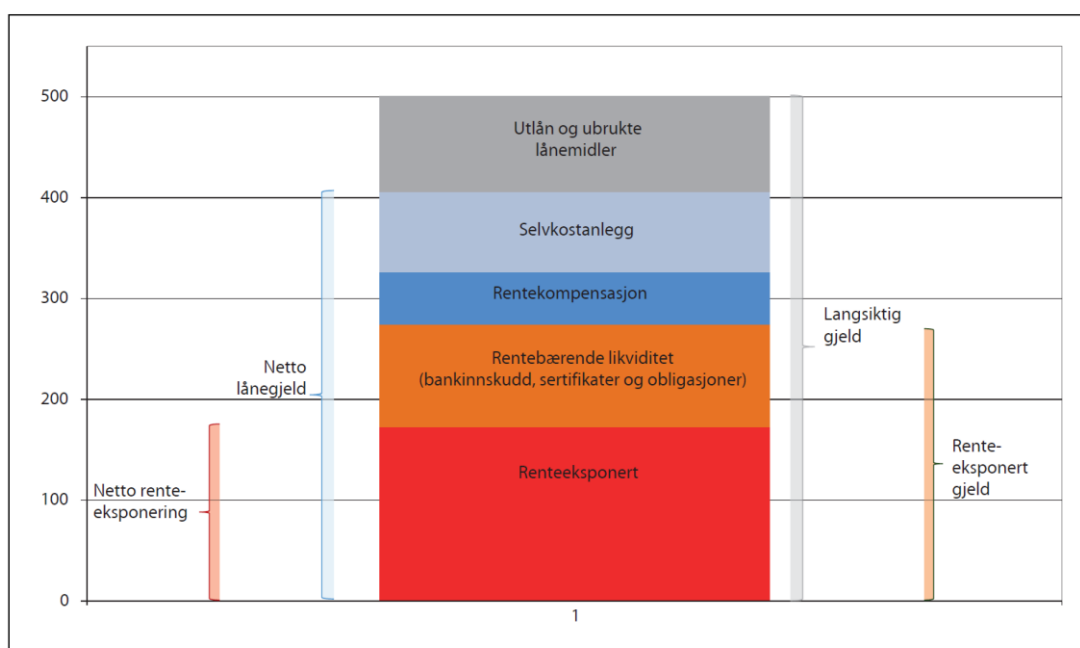 500
400
300
200
100
0
Utlån og ubrukte
lånemidler
Selvkostanlegg
Rentekompensasjon
Rentebærende likviditet
(bankinnskudd, sertifikater og obligasjoner)
Renteeksponert
Netto rente-
eksponering
Netto
lånegjeld
Langsiktig
gjeld
Rente-
eksponert
gjeld
1